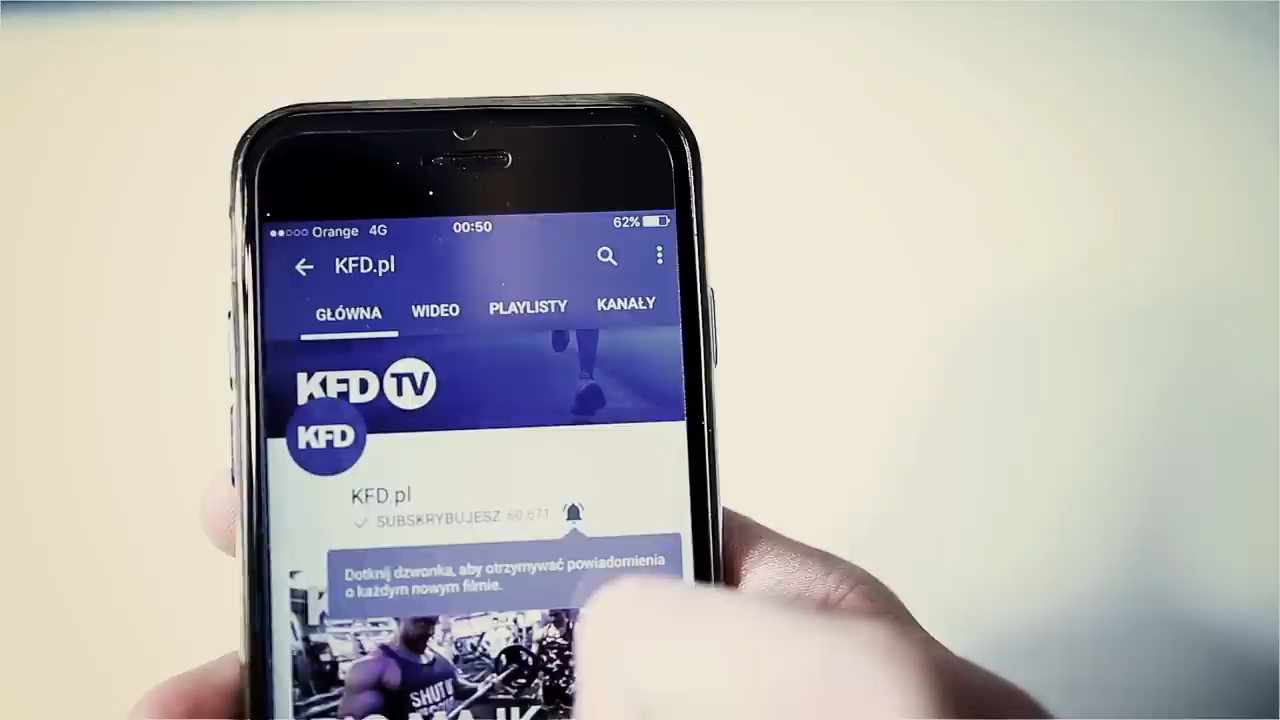 Orange 4G 00:50 62%
KFD.pl
GŁÓWNA WIDEO PLAYLISTY KANAŁY
KFD TV
KFD
KFD.pl
SUBSKRYBUJESZ 60 671
Dotknij dzwonka, aby otrzymywać powiadomienia
o każdym nowym filmie.
SHUT